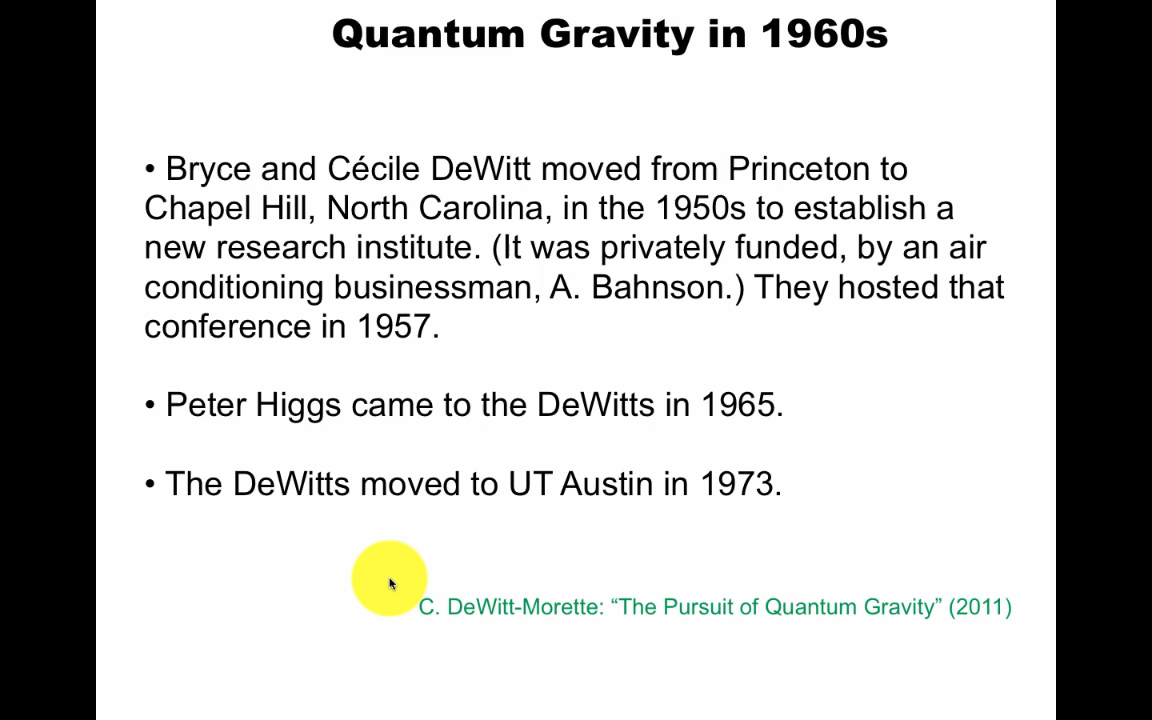 Quantum Gravity in 1960s
• Bryce and Cécile DeWitt moved from Princeton to
Chapel Hill, North Carolina, in the 1950s to establish a
new research institute. (It was privately funded, by an air
conditioning businessman, A. Bahnson.) They hosted that
conference in 1957.
• Peter Higgs came to the DeWitts in 1965.
• The DeWitts moved to UT Austin in 1973.
C. DeWitt-Morette: “The Pursuit of Quantum Gravity” (2011)